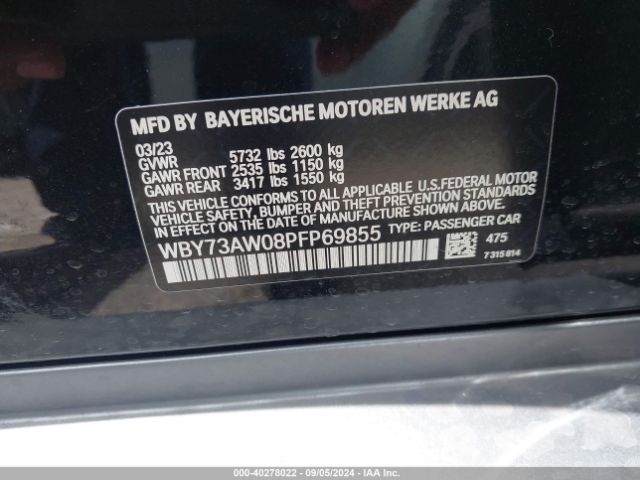 MFD BY BAYERISCHE MOTOREN WERKE AG
03/23
GVWR 5732 lbs 2600 kg
GAWR FRONT 2535 lbs 1150 kg
GAWR REAR 3417 lbs 1550 kg
THIS VEHICLE CONFORMS TO ALL APPLICABLE U.S.FEDERAL MOTOR
VEHICLE SAFETY, BUMPER, AND THEFT PREVENTION STANDARDS
IN EFFECT ON THE DATE OF MANUFACTURE SHOWN ABOVE.
WBY73AW08PFP69855 TYPE: PASSENGER CAR
475
7315814
000-40278022 - 09/05/2024 - COPART